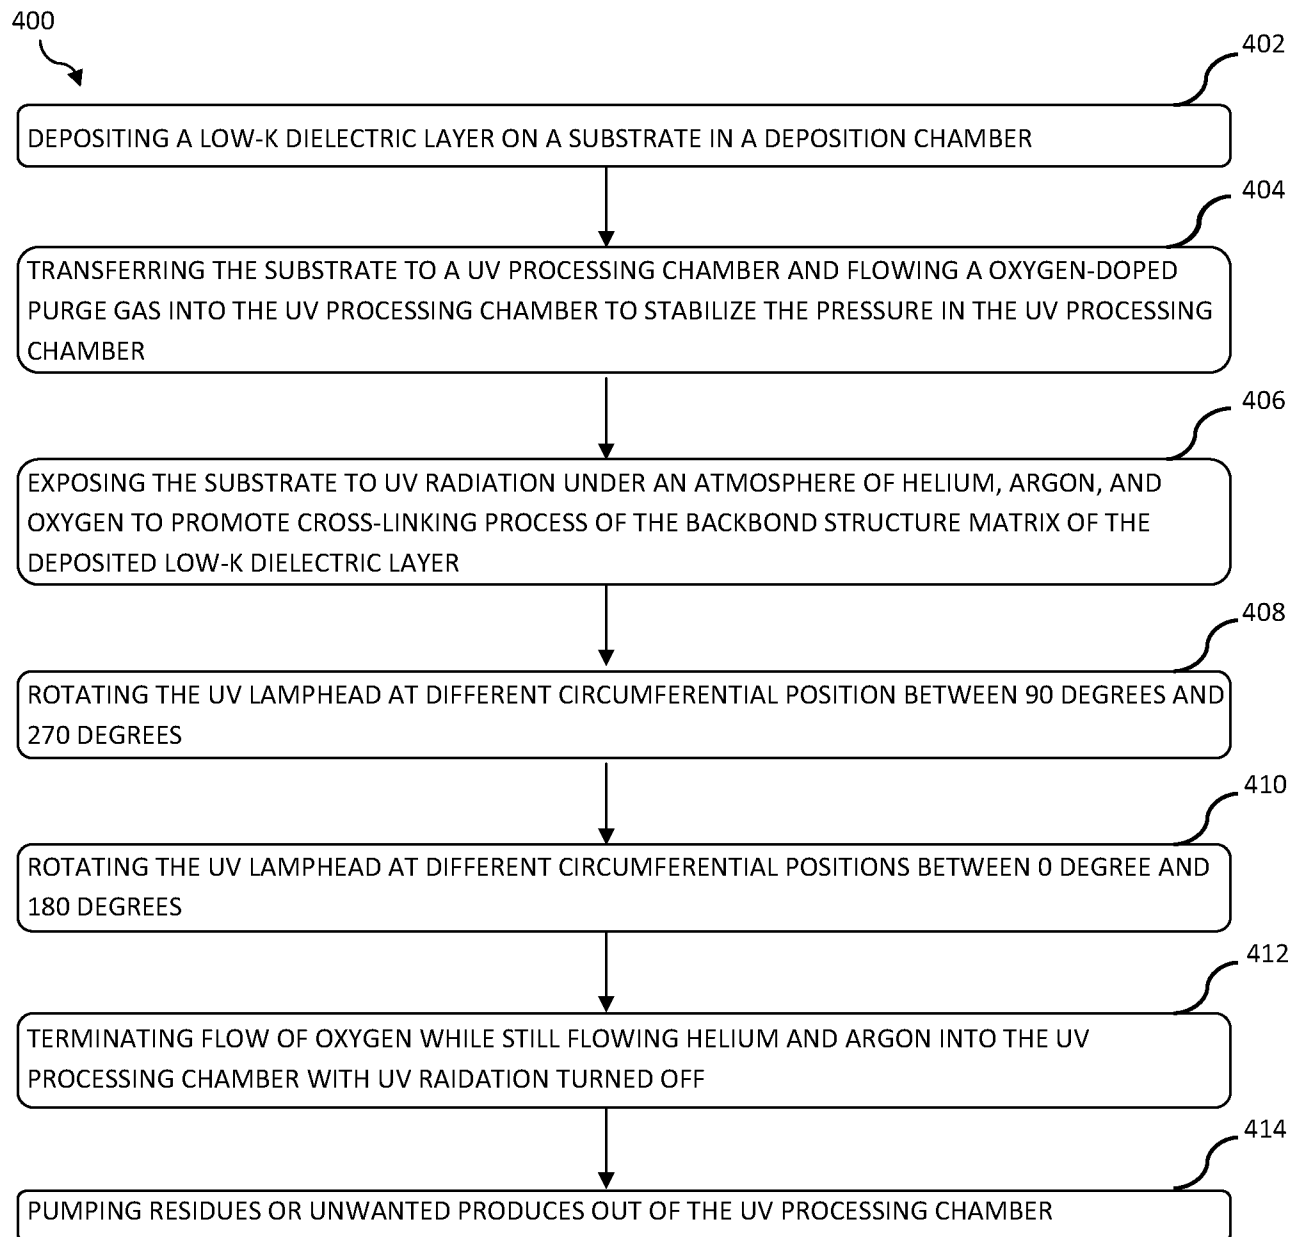 400
402
DEPOSITING A LOW-K DIELECTRIC LAYER ON A SUBSTRATE IN A DEPOSITION CHAMBER
404
TRANSFERRING THE SUBSTRATE TO A UV PROCESSING CHAMBER AND FLOWING A OXYGEN-DOPED
PURGE GAS INTO THE UV PROCESSING CHAMBER TO STABILIZE THE PRESSURE IN THE UV PROCESSING
CHAMBER
406
EXPOSING THE SUBSTRATE TO UV RADIATION UNDER AN ATMOSPHERE OF HELIUM, ARGON, AND
OXYGEN TO PROMOTE CROSS-LINKING PROCESS OF THE BACKBOND STRUCTURE MATRIX OF THE
DEPOSITED LOW-K DIELECTRIC LAYER
408
ROTATING THE UV LAMPHEAD AT DIFFERENT CIRCUMFERENTIAL POSITION BETWEEN 90 DEGREES AND
270 DEGREES
410
ROTATING THE UV LAMPHEAD AT DIFFERENT CIRCUMFERENTIAL POSITIONS BETWEEN 0 DEGREE AND
180 DEGREES
412
TERMINATING FLOW OF OXYGEN WHILE STILL FLOWING HELIUM AND ARGON INTO THE UV
PROCESSING CHAMBER WITH UV RAIDATION TURNED OFF
414
PUMPING RESIDUES OR UNWANTED PRODUCES OUT OF THE UV PROCESSING CHAMBER